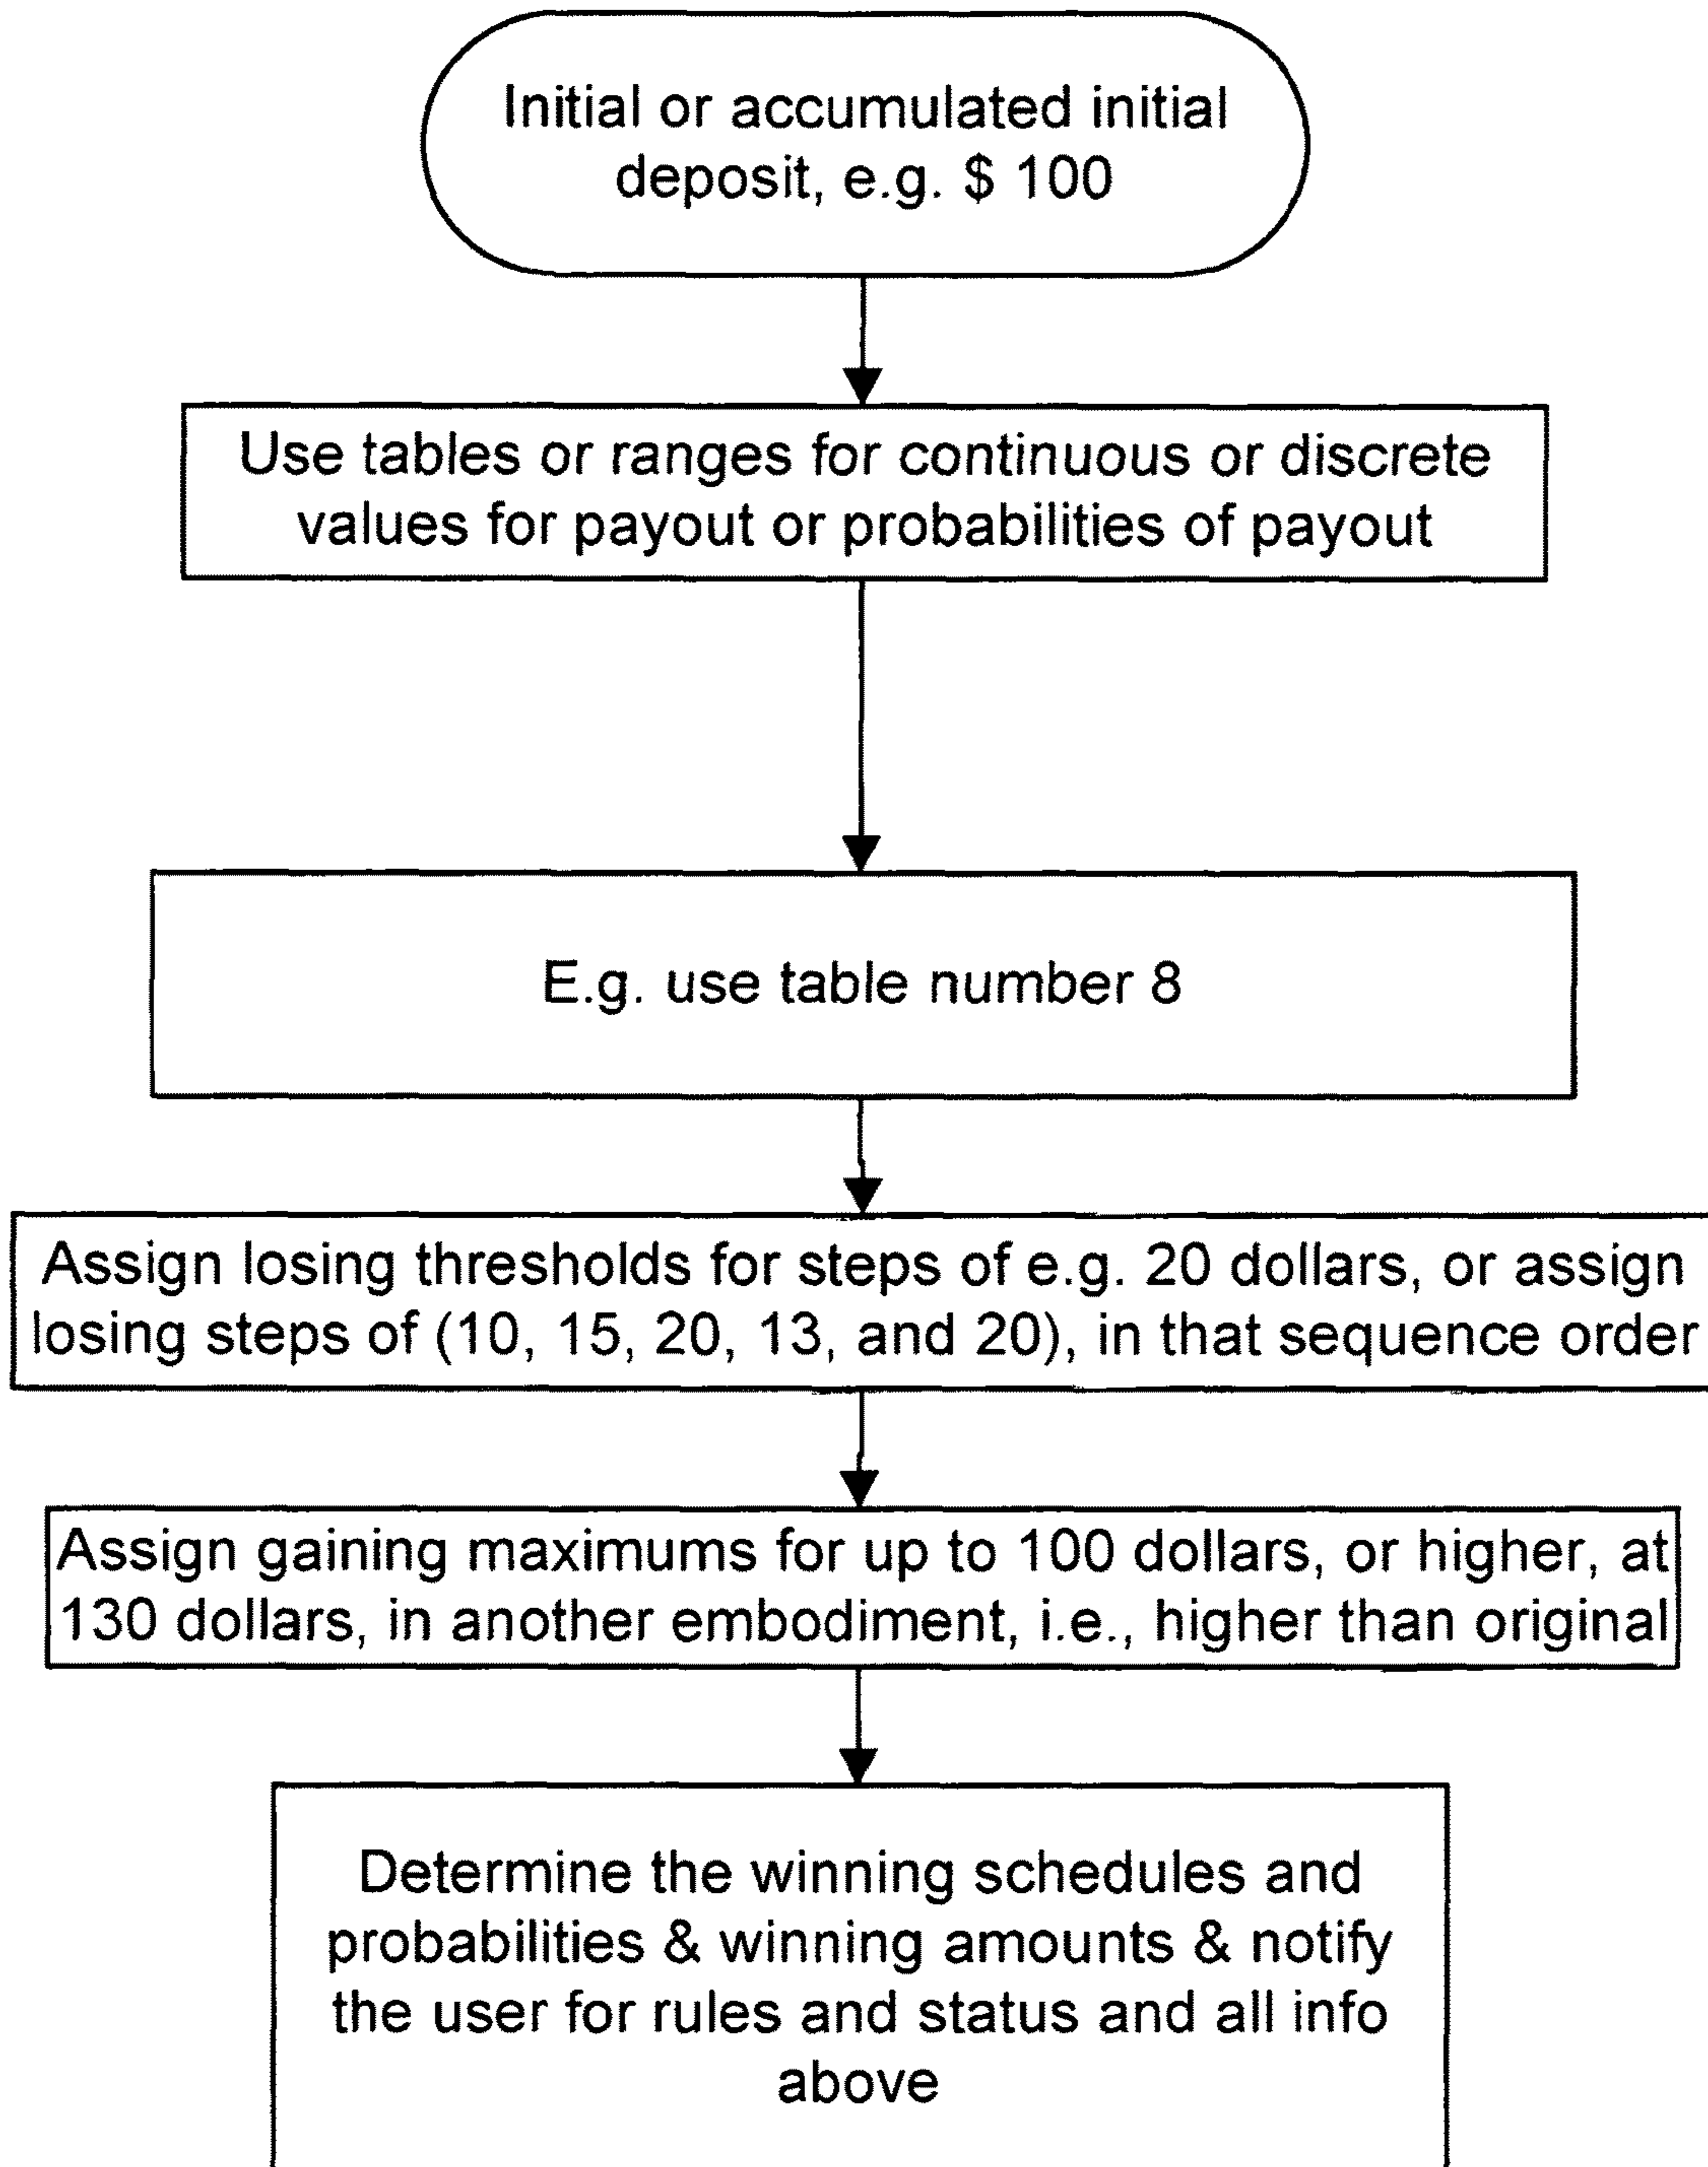 Initial or accumulated initial
deposit, e.g. $ 100
Use tables or ranges for continuous or discrete
values for payout or probabilities of payout
E.g. use table number 8
Assign losing thresholds for steps of e.g. 20 dollars, or assign
losing steps of (10, 15, 20, 13, and 20), in that sequence order
Assign gaining maximums for up to 100 dollars, or higher, at
130 dollars, in another embodiment, i.e., higher than original
Determine the winning schedules and
probabilities & winning amounts & notify
the user for rules and status and all info
above